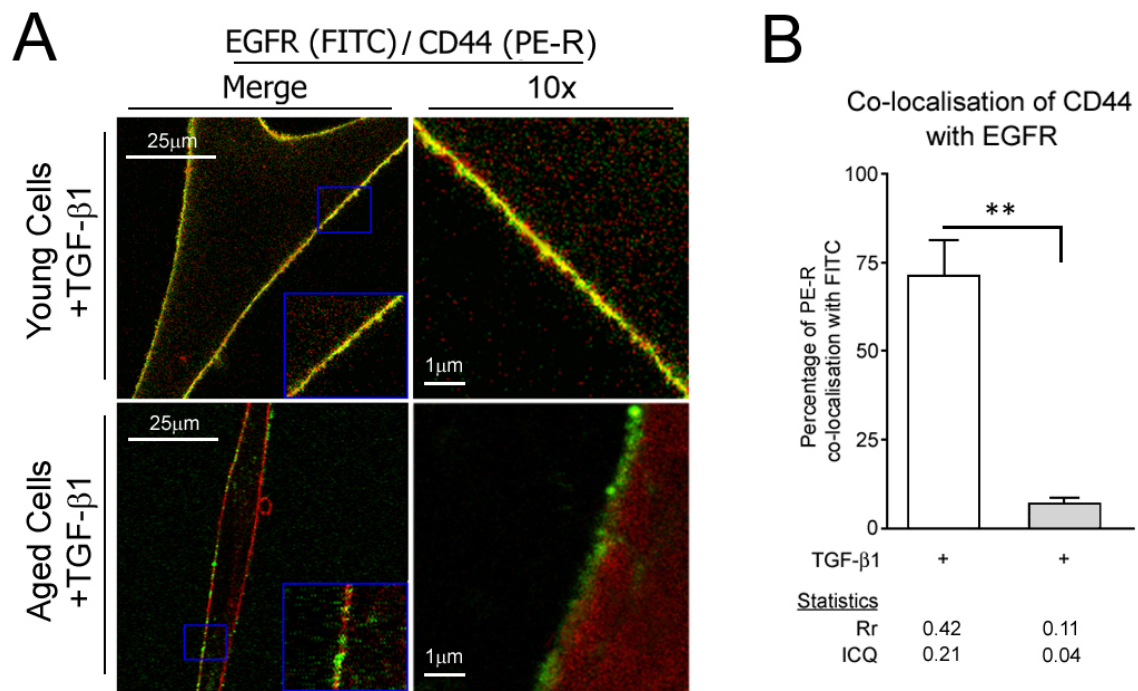 A
EGFR (FITC) / CD44 (PE-R)
Merge
10x
Young Cells
+TGF-β1
25μm
1μm
Aged Cells
+TGF-β1
25μm
1μm
B
Co-localisation of CD44
with EGFR
Percentage of PE-R
co-localisation with FITC
100
75
50
25
0
**
TGF-β1 + +
Statistics
Rr 0.42 0.11
ICQ 0.21 0.04